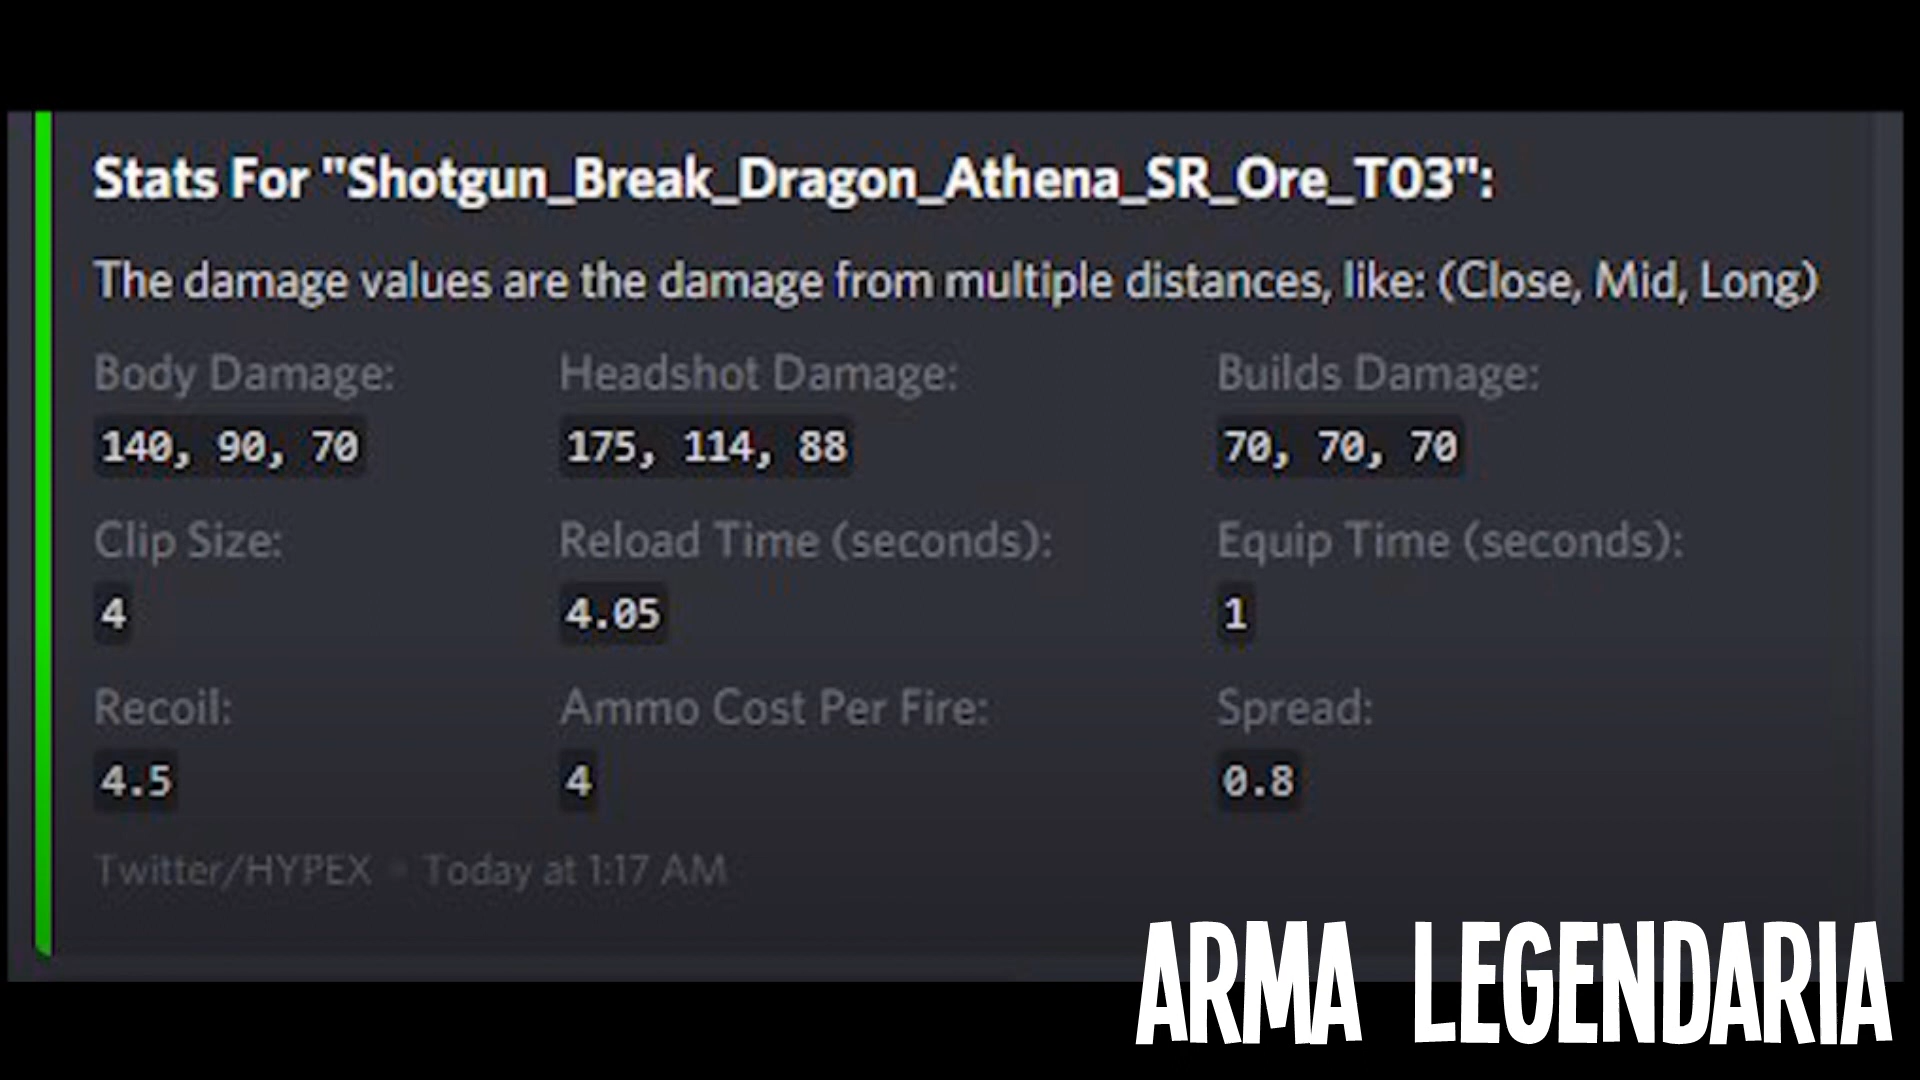 Stats For "Shotgun_Break_Dragon_Athena_SR_Ore_T03":
The damage values are the damage from multiple distances, like: (Close, Mid, Long)
Body Damage: Headshot Damage: Builds Damage:
140, 90, 70 175, 114, 88 70, 70, 70
Clip Size: Reload Time (seconds): Equip Time (seconds):
4 4.05 1
Recoil: Ammo Cost Per Fire: Spread:
4.5 4 0.8
Twitter/HYPEX • Today at 1:17 AM
ARMA LEGENDARIA